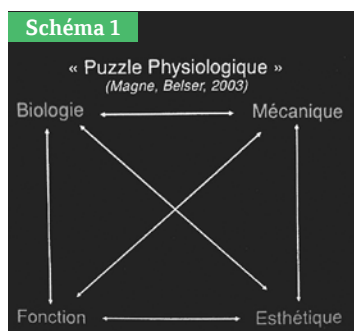 Schéma 1
« Puzzle Physiologique »
(Magne, Belser, 2003)
Biologie Mécanique
Fonction Esthétique